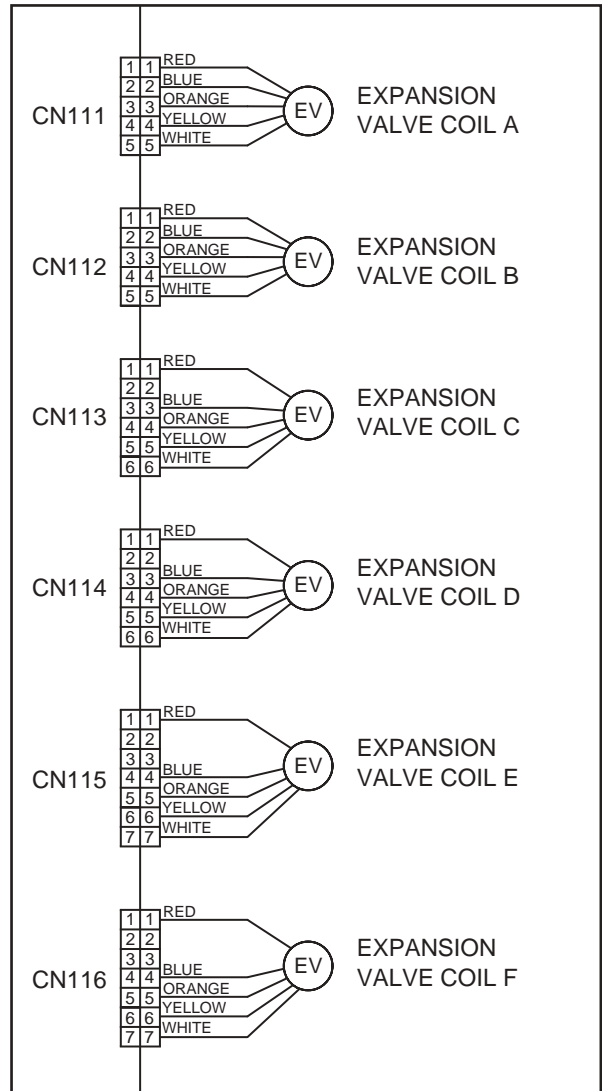 RED
1 1
BLUE
2 2
ORANGE
CN111
3 3
EV
EXPANSION
VALVE COIL A
YELLOW
4 4
WHITE
5 5
RED
1 1
BLUE
2 2
ORANGE
CN112
3 3
EV
EXPANSION
VALVE COIL B
YELLOW
4 4
WHITE
5 5
RED
1 1
2 2
BLUE
CN113
3 3
EV
EXPANSION
VALVE COIL C
ORANGE
4 4
YELLOW
5 5
WHITE
6 6
RED
1 1
2 2
BLUE
CN114
3 3
EV
EXPANSION
VALVE COIL D
ORANGE
4 4
YELLOW
5 5
WHITE
6 6
RED
1 1
2 2
3 3
CN115
BLUE
4 4
EV
EXPANSION
VALVE COIL E
ORANGE
5 5
YELLOW
6 6
WHITE
7 7
RED
1 1
2 2
3 3
CN116
BLUE
4 4
EV
EXPANSION
VALVE COIL F
ORANGE
5 5
YELLOW
6 6
WHITE
7 7